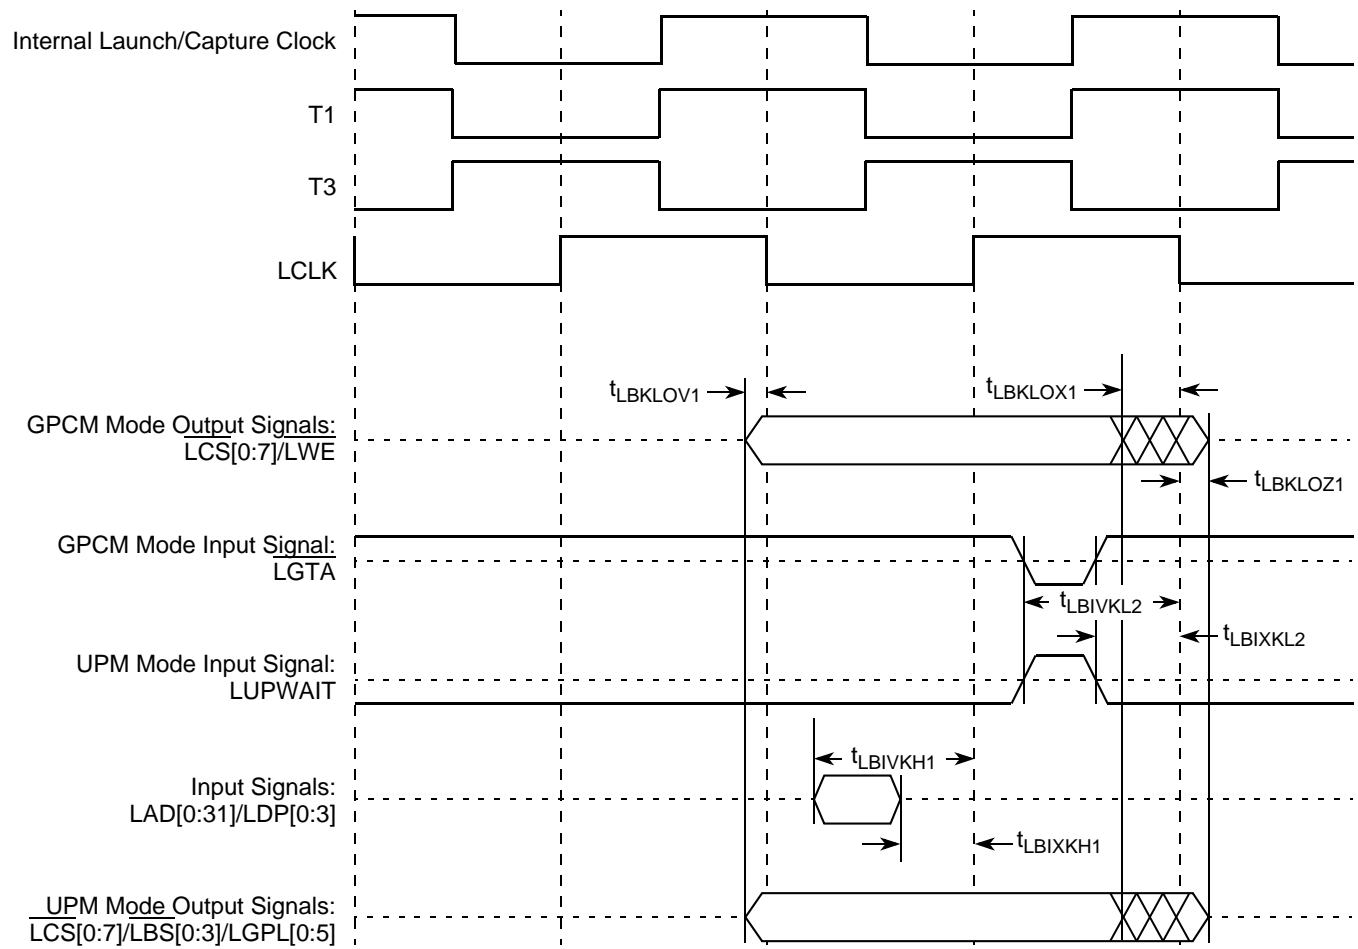 Internal Launch/Capture Clock
T1
T3
LCLK
tLBKLOV1
tLBKLOX1
GPCM Mode Output Signals:
LCS[0:7]/LWE
tLBKLOZ1
GPCM Mode Input Signal:
LGTA
tLBIVKL2
tLBIXKL2
UPM Mode Input Signal:
LUPWAIT
tLBIVKH1
Input Signals:
LAD[0:31]/LDP[0:3]
tLBIXKH1
UPM Mode Output Signals:
LCS[0:7]/LBS[0:3]/LGPL[0:5]